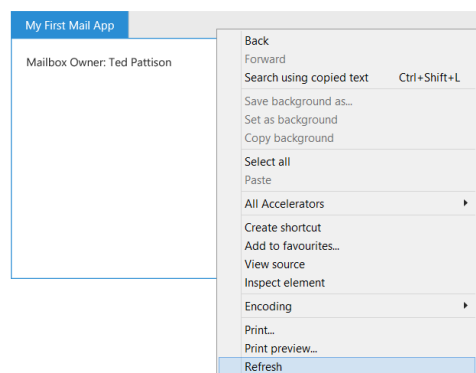 My First Mail App
Mailbox Owner: Ted Pattison
Back
Forward
Search using copied text Ctrl+Shift+L
Save background as...
Set as background
Copy background
Select all
Paste
All Accelerators
Create shortcut
Add to favourites...
View source
Inspect element
Encoding
Print...
Print preview...
Refresh